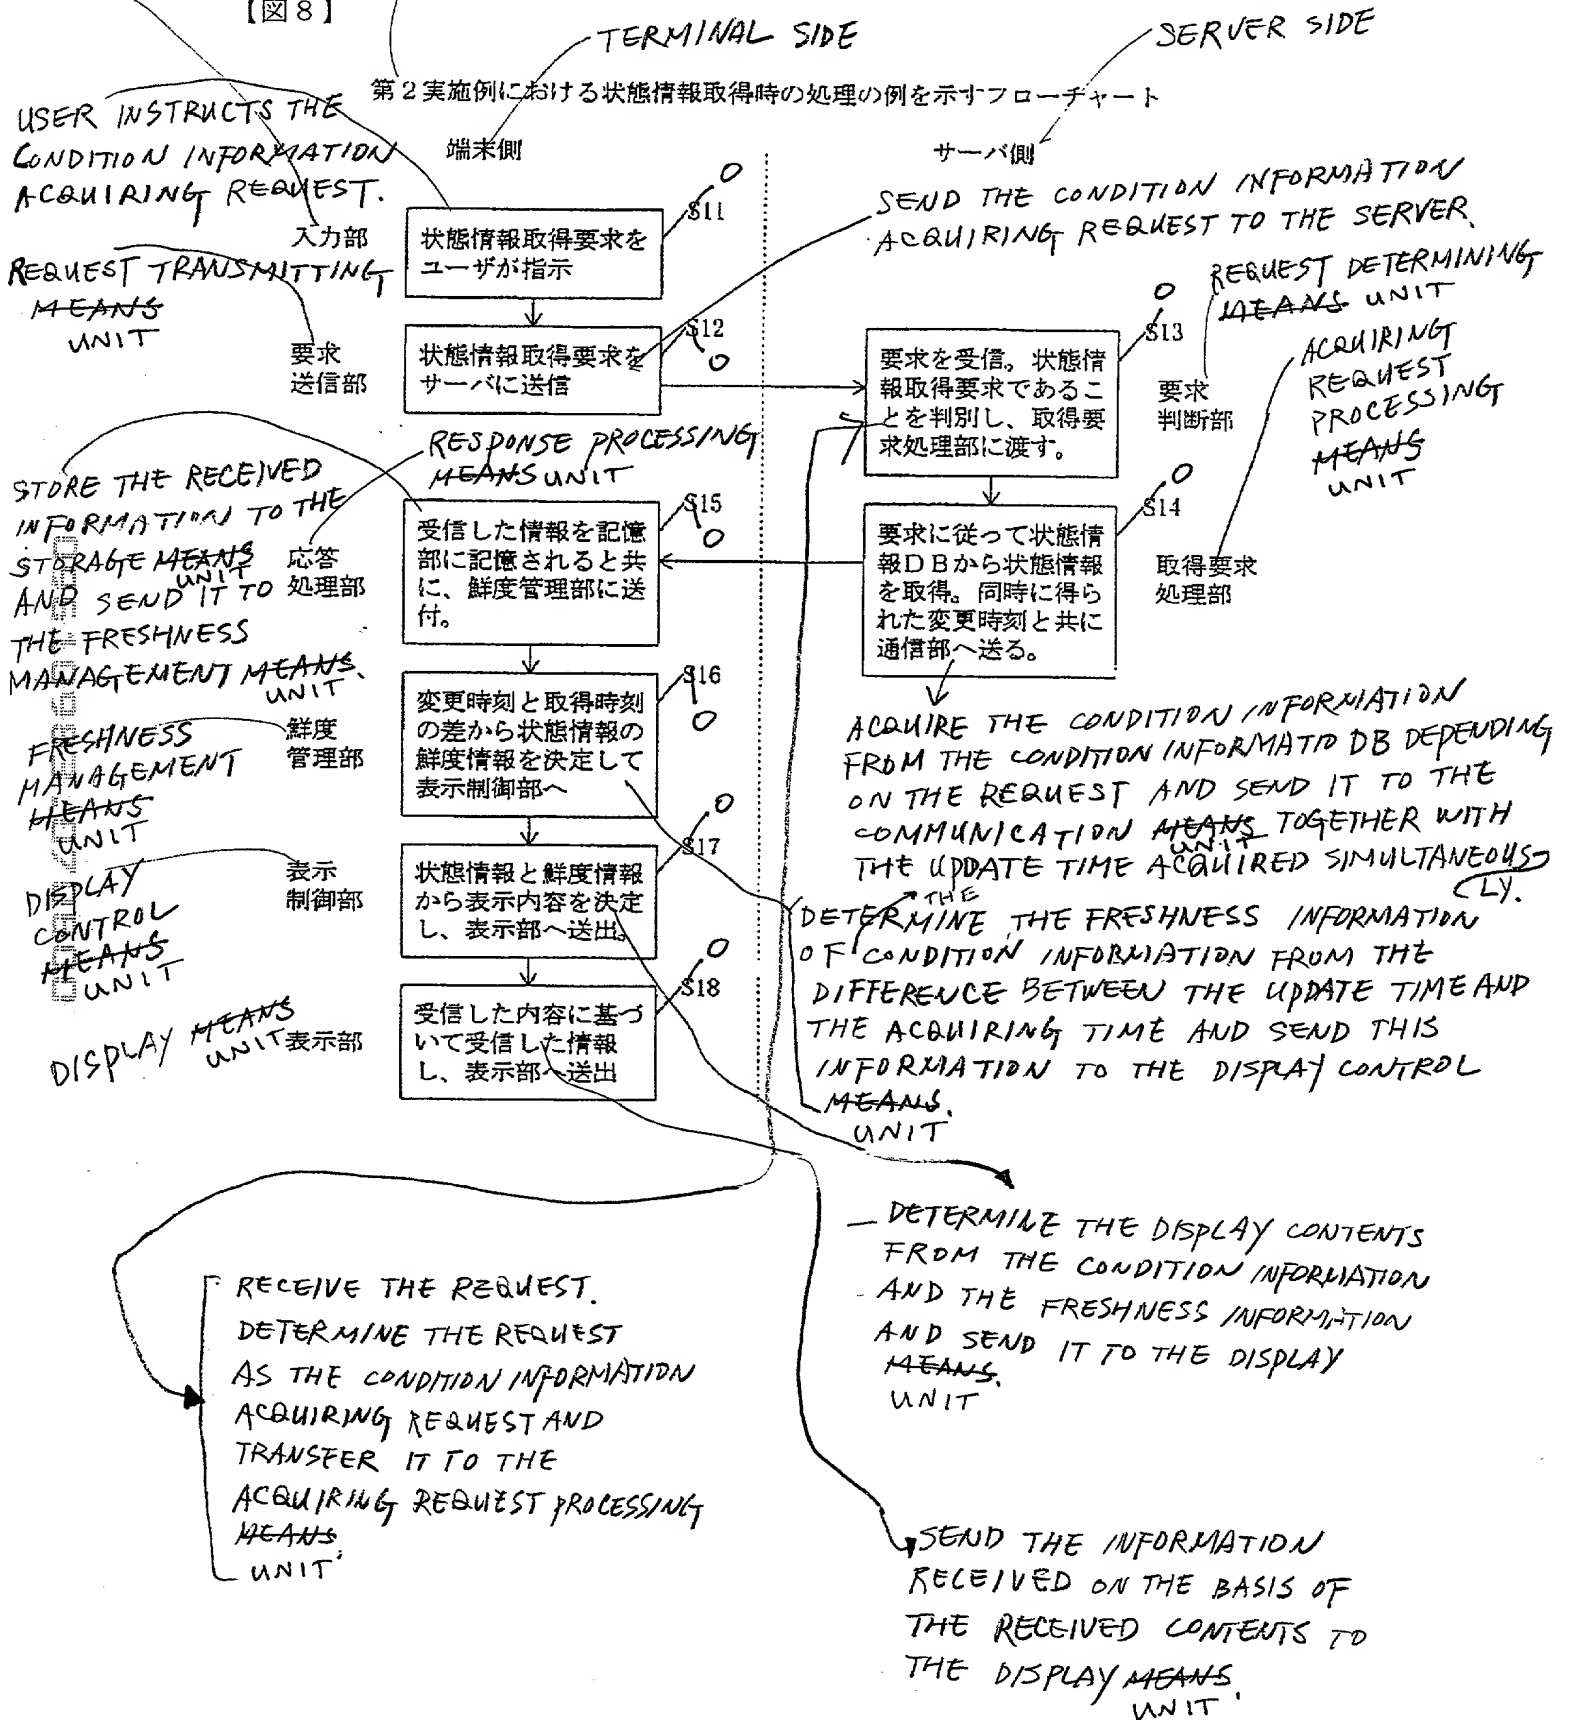 【図8】
TERMINAL SIDE
SERVER SIDE
第2実施例における状態情報取得時の処理の例を示すフローチャート
端末側
サーバ側
USER INSTRUCTS THE
CONDITION INFORMATION
ACQUIRING REQUEST.
入力部
S11
状態情報取得要求を
ユーザが指示
SEND THE CONDITION INFORMATION
ACQUIRING REQUEST TO THE SERVER.
REQUEST TRANSMITTING
MEANS
UNIT
要求
送信部
S12
状態情報取得要求を
サーバに送信
REQUEST DETERMINING
MEANS UNIT
S13
要求を受信。状態情
報取得要求であるこ
とを判別し、取得要
求処理部に渡す。
要求
判断部
ACQUIRING
REQUEST
PROCESSING
MEANS
UNIT
RESPONSE PROCESSING
MEANS UNIT
STORE THE RECEIVED
INFORMATION TO THE
STORAGE MEANS
UNIT
AND SEND IT TO
THE FRESHNESS
MANAGEMENT MEANS.
UNIT
応答
処理部
S15
受信した情報を記憶
部に記憶されると共
に、鮮度管理部に送
付。
S14
要求に従って状態情
報DBから状態情報
を取得。同時に得ら
れた変更時刻と共に
通信部へ送る。
取得要求
処理部
FRESHNESS
MANAGEMENT
MEANS
UNIT
鮮度
管理部
S16
変更時刻と取得時刻
の差から状態情報の
鮮度情報を決定して
表示制御部へ
ACQUIRE THE CONDITION INFORMATION
FROM THE CONDITION INFORMATIO DB DEPENDING
ON THE REQUEST AND SEND IT TO THE
COMMUNICATION MEANS TOGETHER WITH
UNIT
THE UPDATE TIME ACQUIRED SIMULTANEOUS
LY.
DISPLAY
CONTROL
MEANS
UNIT
表示
制御部
S17
状態情報と鮮度情報
から表示内容を決定
し、表示部へ送出。
THE
DETERMINE THE FRESHNESS INFORMATION
OF CONDITION INFORMATION FROM THE
DIFFERENCE BETWEEN THE UPDATE TIME AND
THE ACQUIRING TIME AND SEND THIS
INFORMATION TO THE DISPLAY CONTROL
MEANS.
UNIT
DISPLAY MEANS
UNIT
表示部
S18
受信した内容に基づ
いて受信した情報
し、表示部へ送出
DETERMINE THE DISPLAY CONTENTS
FROM THE CONDITION INFORMATION
AND THE FRESHNESS INFORMATION
AND SEND IT TO THE DISPLAY
MEANS.
UNIT
RECEIVE THE REQUEST.
DETERMINE THE REQUEST
AS THE CONDITION INFORMATION
ACQUIRING REQUEST AND
TRANSFER IT TO THE
ACQUIRING REQUEST PROCESSING
MEANS
UNIT.
SEND THE INFORMATION
RECEIVED ON THE BASIS OF
THE RECEIVED CONTENTS TO
THE DISPLAY MEANS.
UNIT